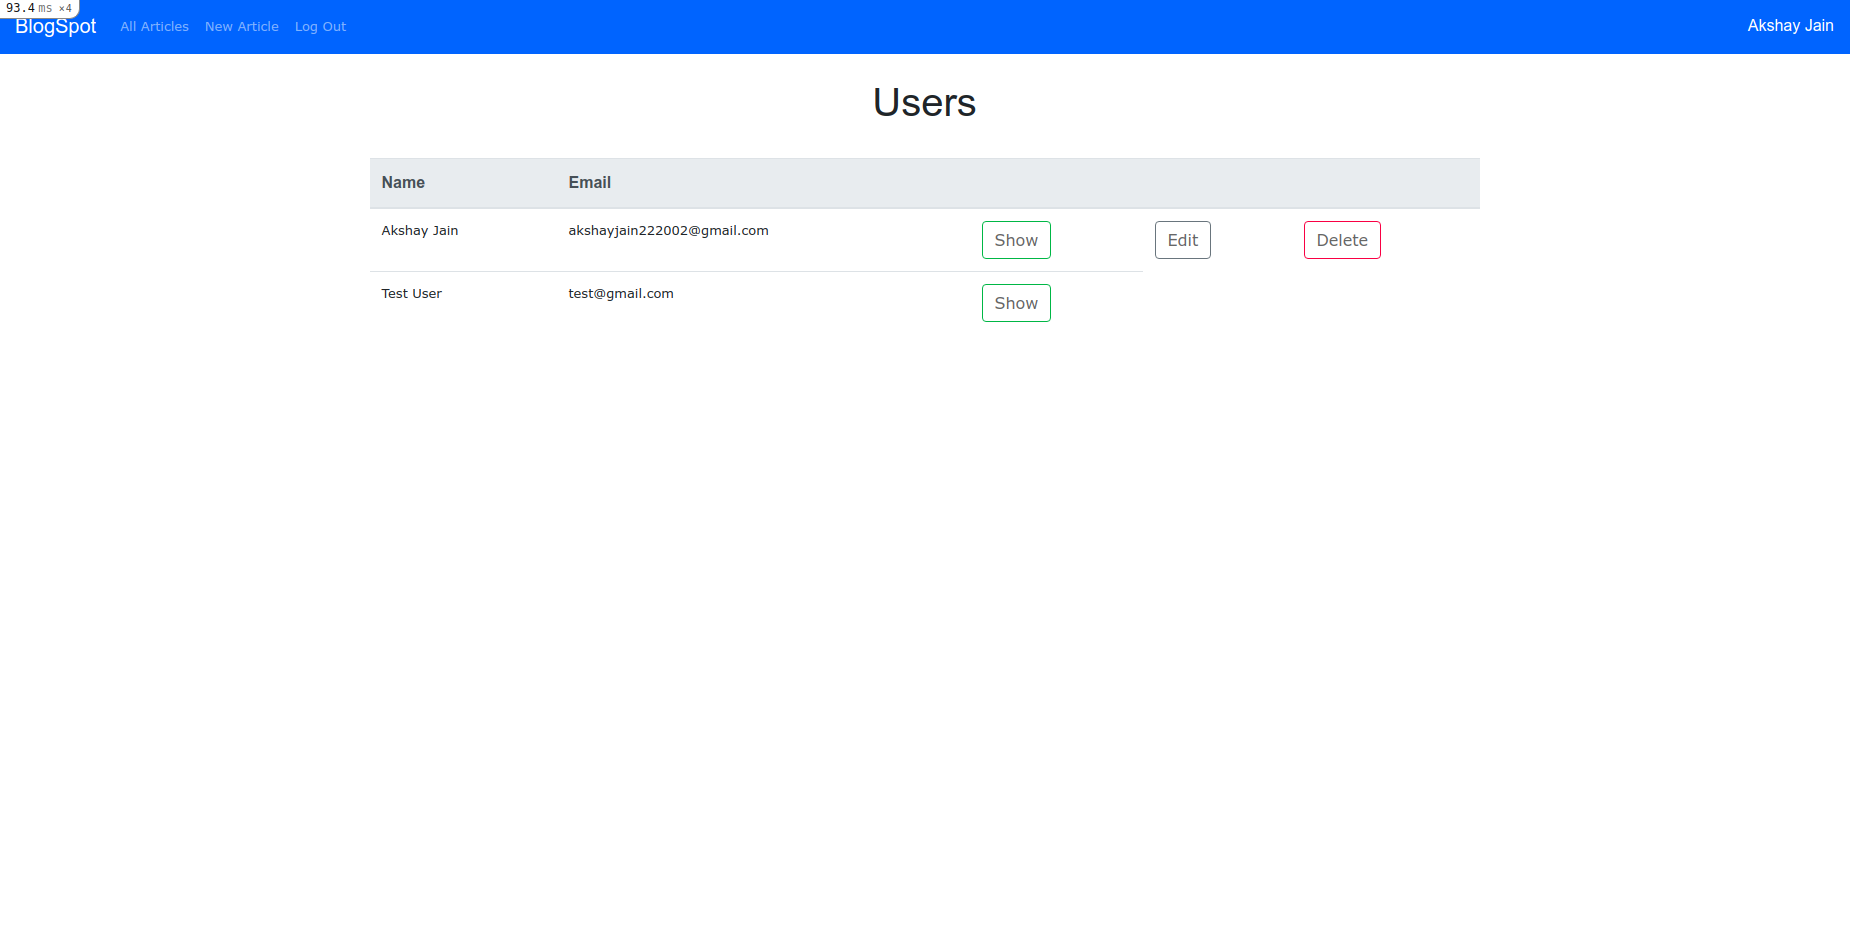 93.4 ms ×4
BlogSpot All Articles New Article Log Out Akshay Jain
Users
Name Email
Akshay Jain akshayjain222002@gmail.com Show Edit Delete
Test User test@gmail.com Show